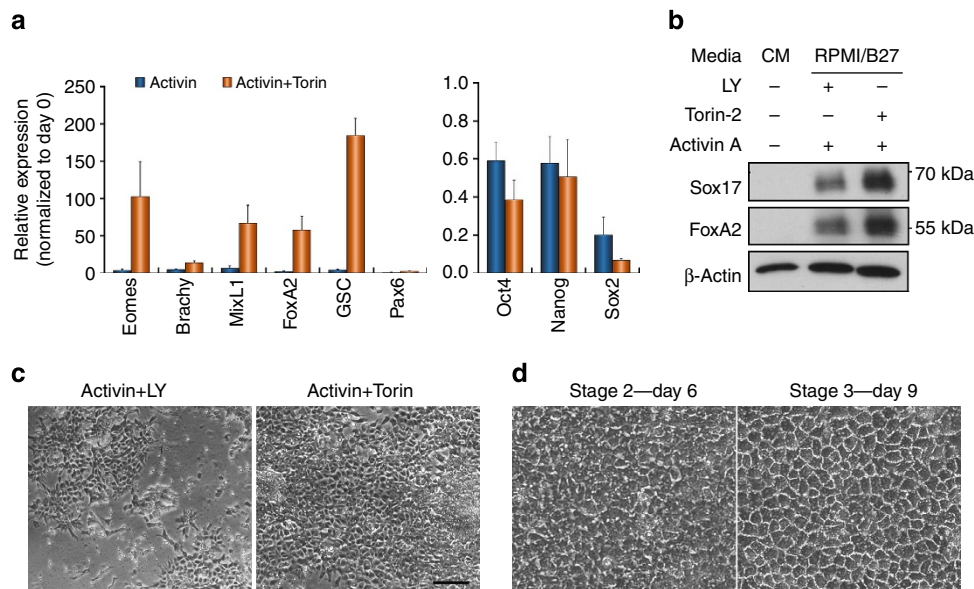 a
Activin
Activin+Torin
Relative expression
(normalized to day 0)
250
200
150
100
50
0
Eomes
Brachy
MixL1
FoxA2
GSC
Pax6
1.0
0.8
0.6
0.4
0.2
0.0
Oct4
Nanog
Sox2
b
Media CM RPMI/B27
LY – + –
Torin-2 – – +
Activin A – + +
Sox17
70 kDa
FoxA2
55 kDa
β-Actin
c
Activin+LY
Activin+Torin
d
Stage 2—day 6
Stage 3—day 9